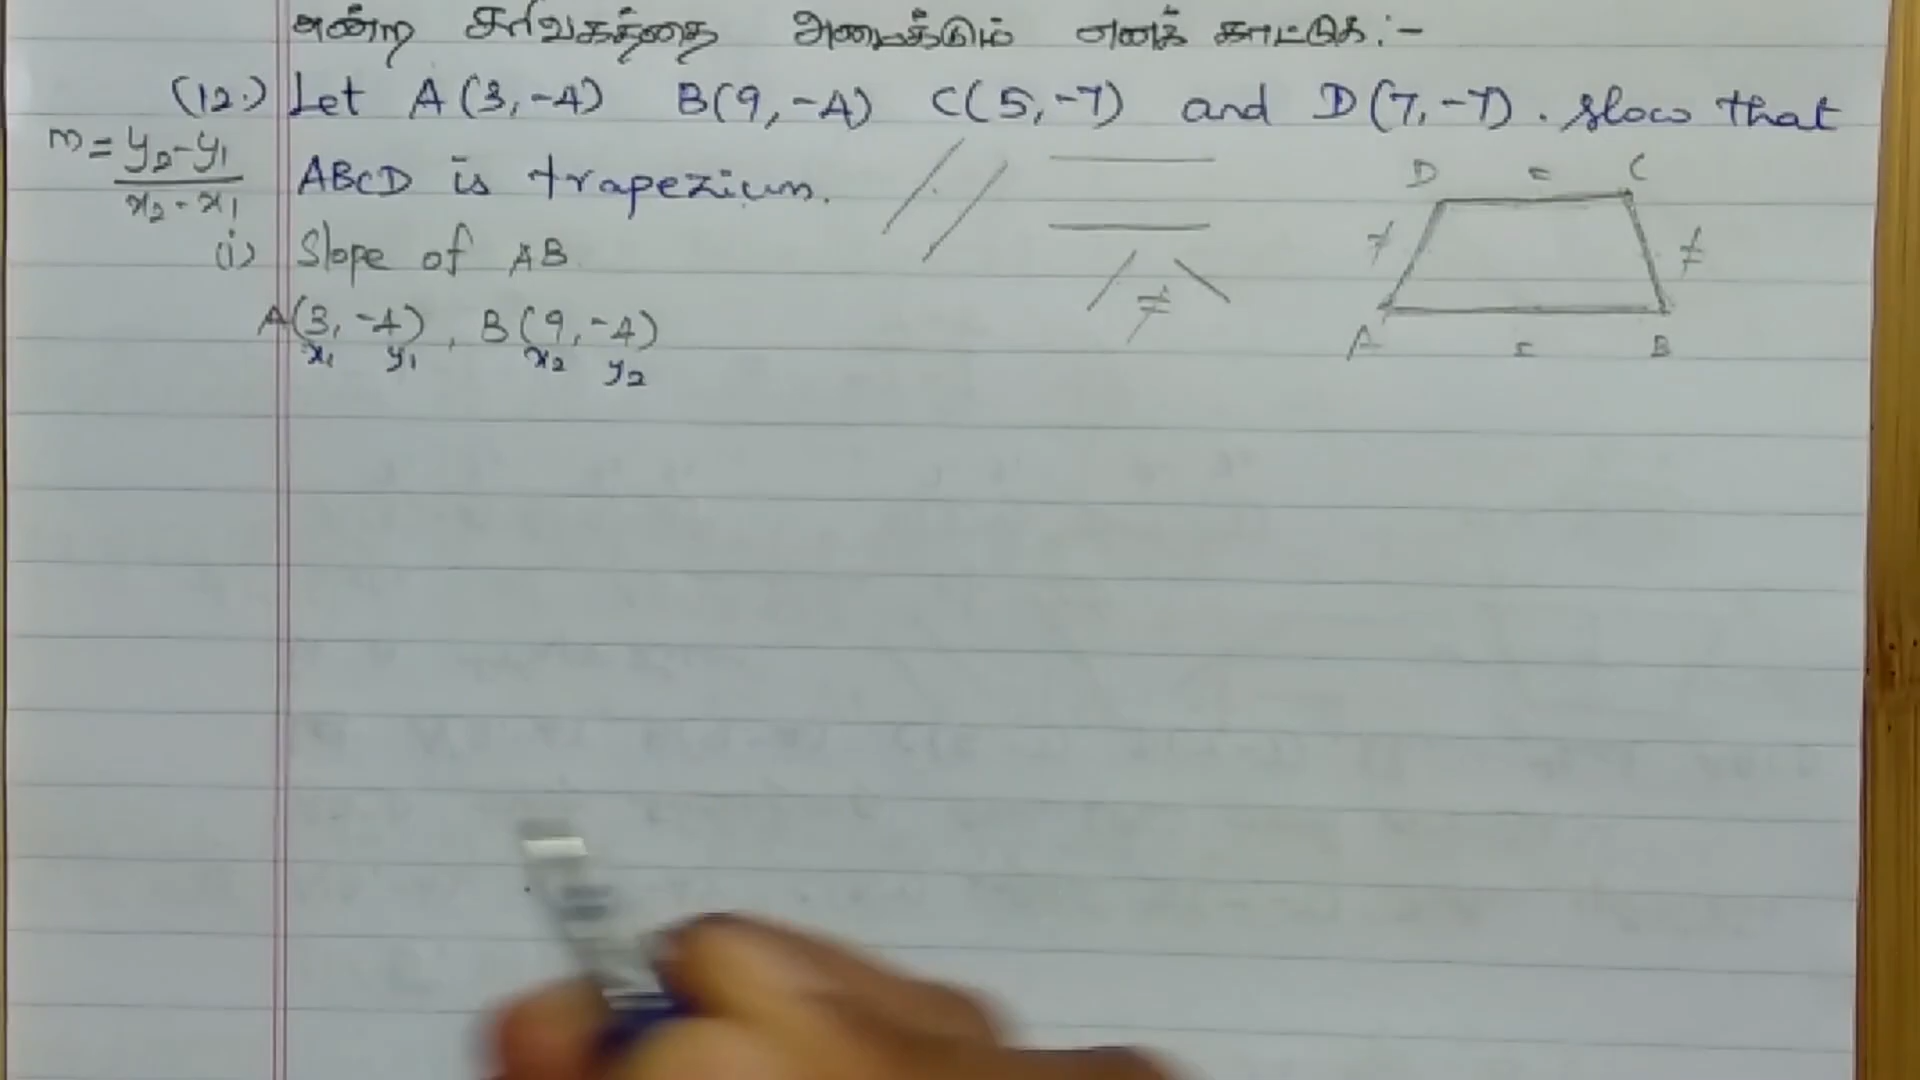 என்ற சரிவகத்தை அமைக்கும் எனக் காட்டுக:-
(12.) Let A(3,-4) B(9,-4) C(5,-7) and D(7,-7). Show that
ABCD is trapezium.
m = y₂-y₁
x₂-x₁
D = C
≠ ≠
A = B
≠
(i) Slope of AB
A(3,-4), B(9,-4)
x₁ y₁ x₂ y₂